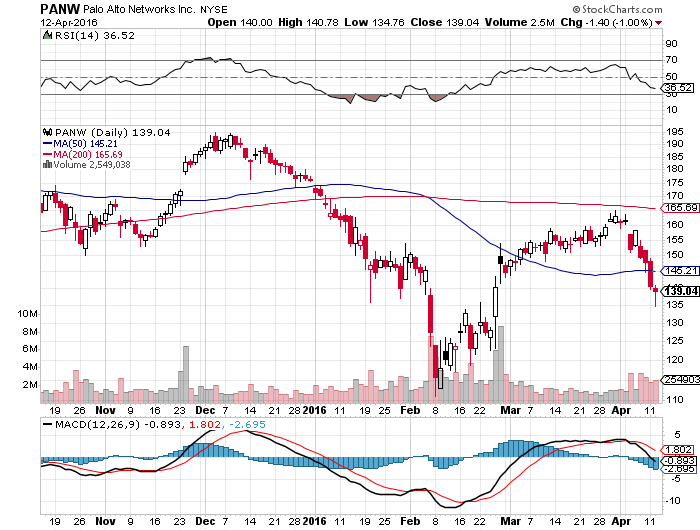 PANW Palo Alto Networks Inc. NYSE © StockCharts.com
12-Apr-2016 Open 140.00 High 140.78 Low 134.76 Close 139.04 Volume 2.5M Chg -1.40 (-1.00%)
RSI(14) 36.52
90
70
50
36.52
30
10
PANW (Daily) 139.04
MA(50) 145.21
MA(200) 165.69
Volume 2,549,038
195
190
185
180
175
170
165.69
160
155
150
145.21
139.04
135
130
125
120
115
10M
8M
6M
4M
2M
254903
19 26 Nov 9 16 23 Dec 7 14 21 28 2016 11 19 25 Feb 8 16 22 Mar 7 14 21 28 Apr 11
MACD(12,26,9) -0.893, 1.802, -2.695
5
1.802
-0.893
-2.695
-5
-10
19 26 Nov 9 16 23 Dec 7 14 21 28 2016 11 19 25 Feb 8 16 22 Mar 7 14 21 28 Apr 11